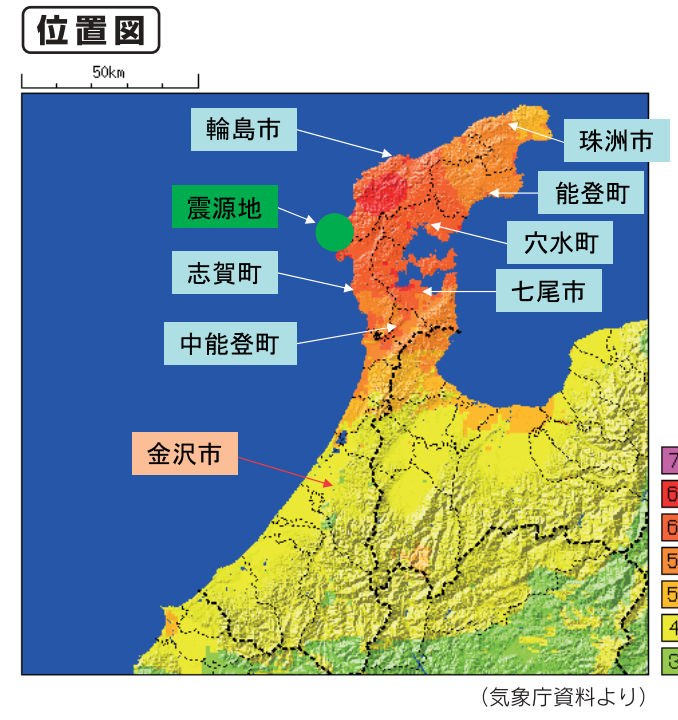 位置図
50km
輪島市
珠洲市
能登町
震源地
穴水町
志賀町
七尾市
中能登町
金沢市
7
6
6
5
5
4
3
（気象庁資料より）